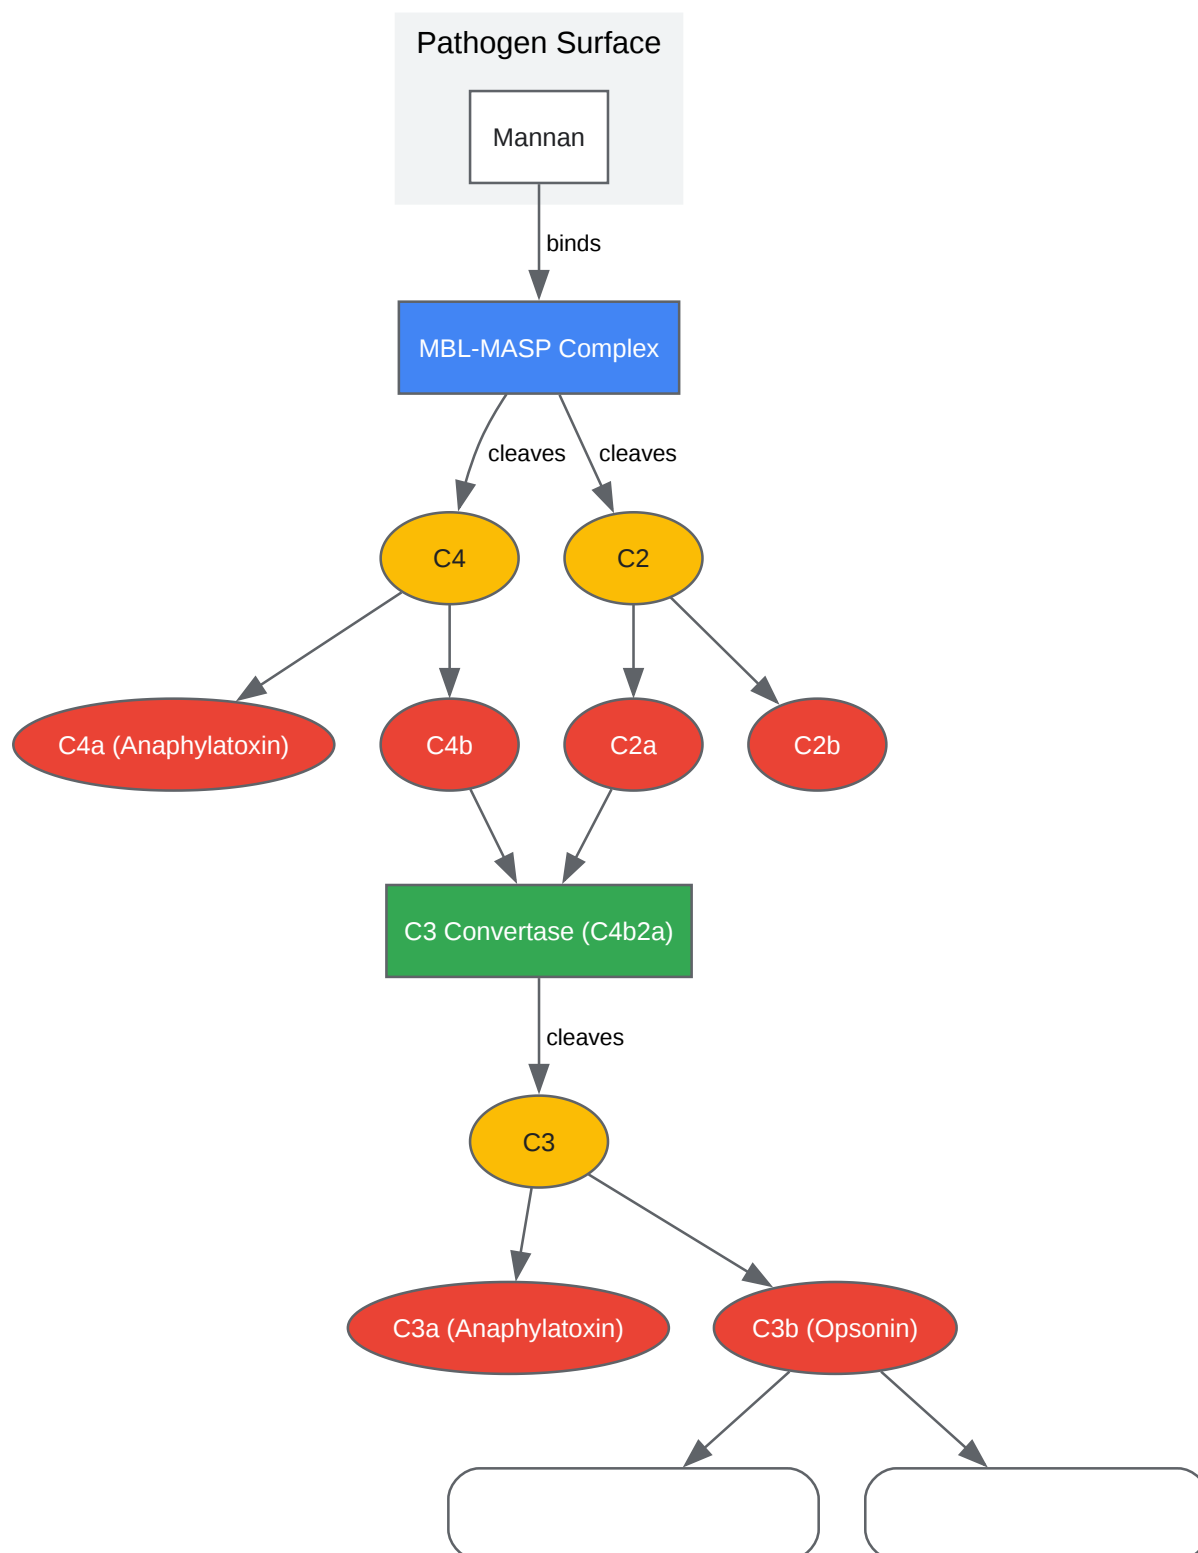 Pathogen Surface
Mannan
binds
MBL-MASP Complex
cleaves
cleaves
C4
C2
C4a (Anaphylatoxin)
C4b
C2a
C2b
C3 Convertase (C4b2a)
cleaves
C3
C3a (Anaphylatoxin)
C3b (Opsonin)